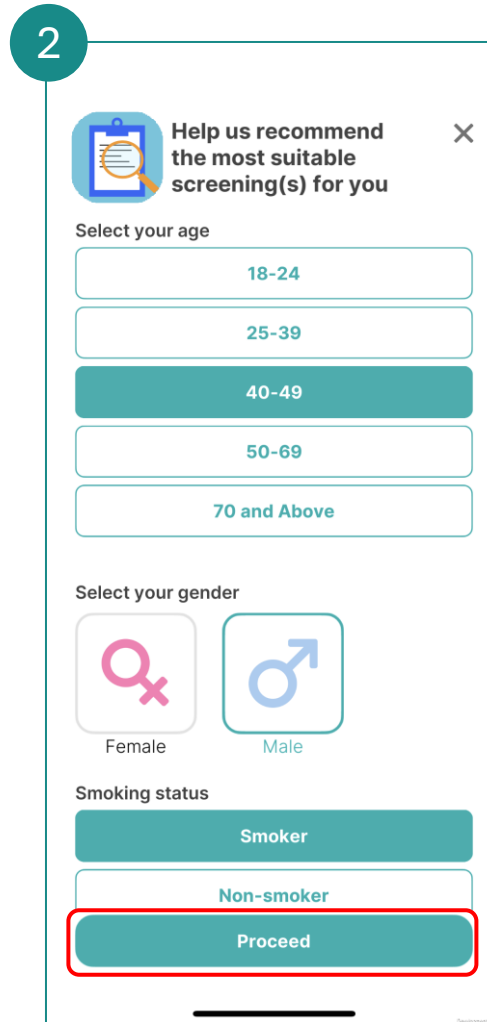 2
Help us recommend
the most suitable
screening(s) for you
Select your age
18-24
25-39
40-49
50-69
70 and Above
Select your gender
Female
Male
Smoking status
Smoker
Non-smoker
Proceed